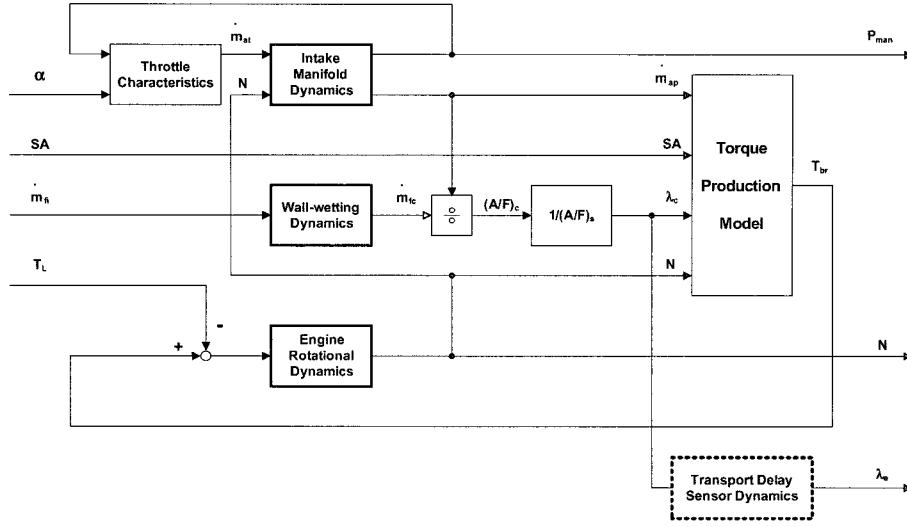 ṁat
Pman
Throttle
Characteristics
Intake
Manifold
Dynamics
α
N
ṁap
SA
SA
Torque
Production
Model
Tbr
ṁfi
Wall-wetting
Dynamics
ṁfc
÷
(A/F)c
1/(A/F)s
λc
TL
N
-
+
Engine
Rotational
Dynamics
N
Transport Delay
Sensor Dynamics
λe